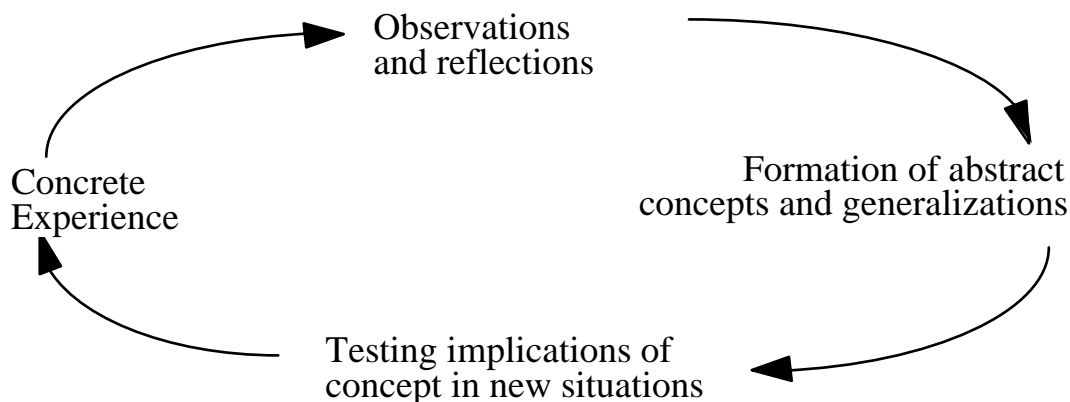 Observations
and reflections
Formation of abstract
concepts and generalizations
Concrete
Experience
Testing implications of
concept in new situations